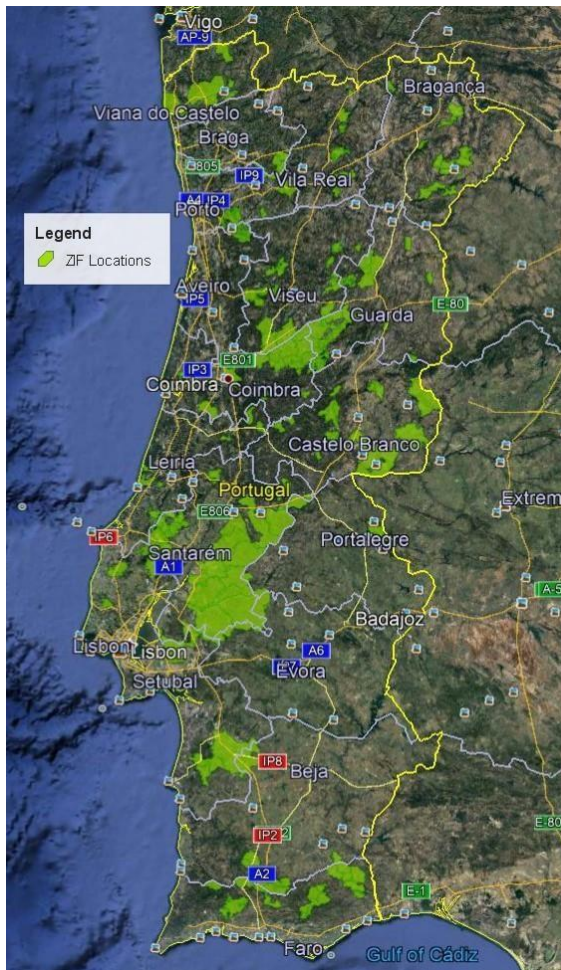 Vigo
AP-9
Bragança
Viana do Castelo
Braga
E805
IP9
Vila Real
A4
IP4
Porto
Legend
ZIF Locations
Aveiro
IP5
Viseu
E-80
Guarda
E801
IP3
Coimbra
Coimbra
Castelo Branco
Leiria
Portugal
E806
Extrem
IP6
Santarém
Portalegre
A1
A-5
Badajoz
Lisbon
Lisbon
A6
Setubal
Evora
IP8
Beja
E-80
IP2
A2
E-1
Faro
Gulf of Cádiz